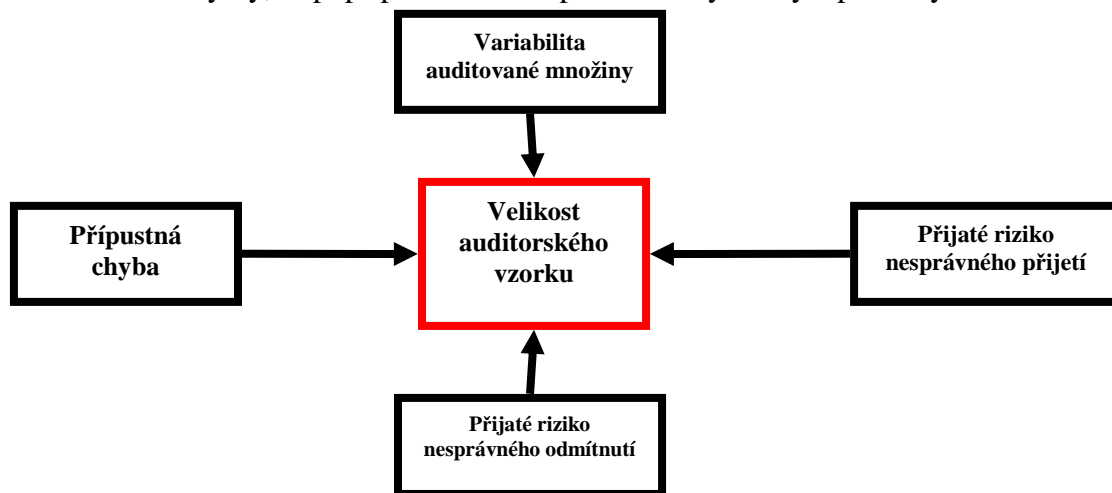 Variabilita
auditované množiny
Přípustná
chyba
Velikost
auditorského
vzorku
Přijaté riziko
nesprávného přijetí
Přijaté riziko
nesprávného odmítnutí